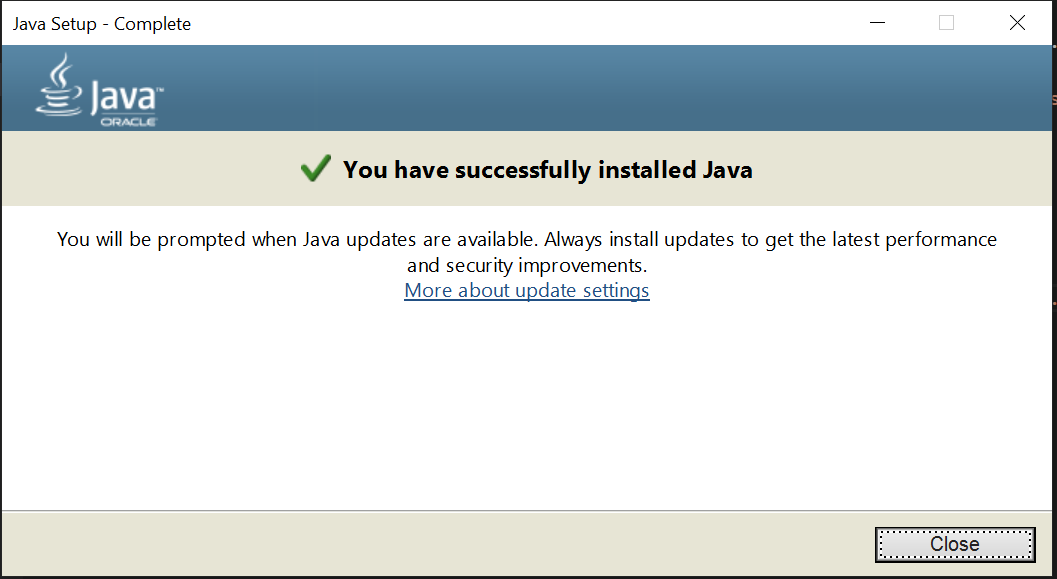 Java Setup - Complete
Java™
ORACLE
You have successfully installed Java
You will be prompted when Java updates are available. Always install updates to get the latest performance
and security improvements.
More about update settings
Close